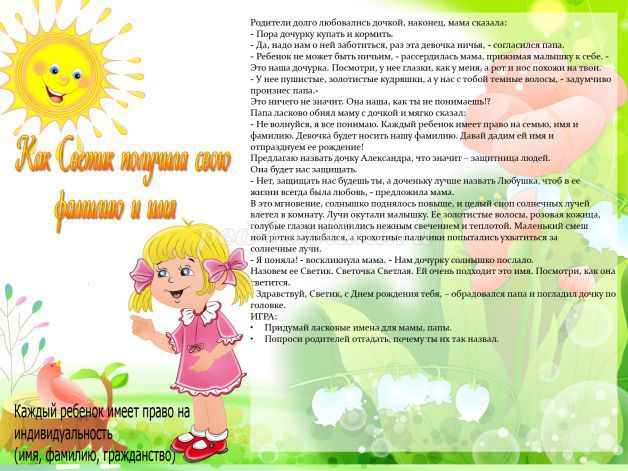 Как Светик получила свою
фамилию и имя
Родители долго любовались дочкой, наконец, мама сказала:
- Пора дочурку купать и кормить.
- Да, надо нам о ней заботиться, раз эта девочка ничья, - согласился папа.
- Ребенок не может быть ничьим, - рассердилась мама, прижимая малышку к себе. -
Это наша дочурка. Посмотри, у нее глазки, как у меня, а рот и нос похожи на твои.
- У нее пушистые, золотистые кудряшки, а у нас с тобой темные волосы, - задумчиво
произнес папа.-
Это ничего не значит. Она наша, как ты не понимаешь!?
Папа ласково обнял маму с дочкой и мягко сказал:
- Не волнуйся, я все понимаю. Каждый ребенок имеет право на семью, имя и
фамилию. Девочка будет носить нашу фамилию. Давай дадим ей имя и
отпразднуем ее рождение!
Предлагаю назвать дочку Александра, что значит – защитница людей.
Она будет нас защищать.
- Нет, защищать нас будешь ты, а доченьку лучше назвать Любушка, чтоб в ее
жизни всегда была любовь, - предложила мама.
В это мгновение, солнышко поднялось повыше, и целый сноп солнечных лучей
влетел в комнату. Лучи окутали малышку. Ее золотистые волосы, розовая кожица,
голубые глазки наполнились нежным свечением и теплотой. Маленький смеш
ной ротик заулыбался, а крохотные пальчики попытались ухватиться за
солнечные лучи.
- Я поняла! - воскликнула мама. - Нам дочурку солнышко послало.
Назовем ее Светик. Светочка Светлая. Ей очень подходит это имя. Посмотри, как она
светится.
Здравствуй, Светик, с Днем рождения тебя, – обрадовался папа и погладил дочку по
головке.
ИГРА:
• Придумай ласковые имена для мамы, папы.
• Попроси родителей отгадать, почему ты их так назвал.
Каждый ребенок имеет право на
индивидуальность
(имя, фамилию, гражданство)